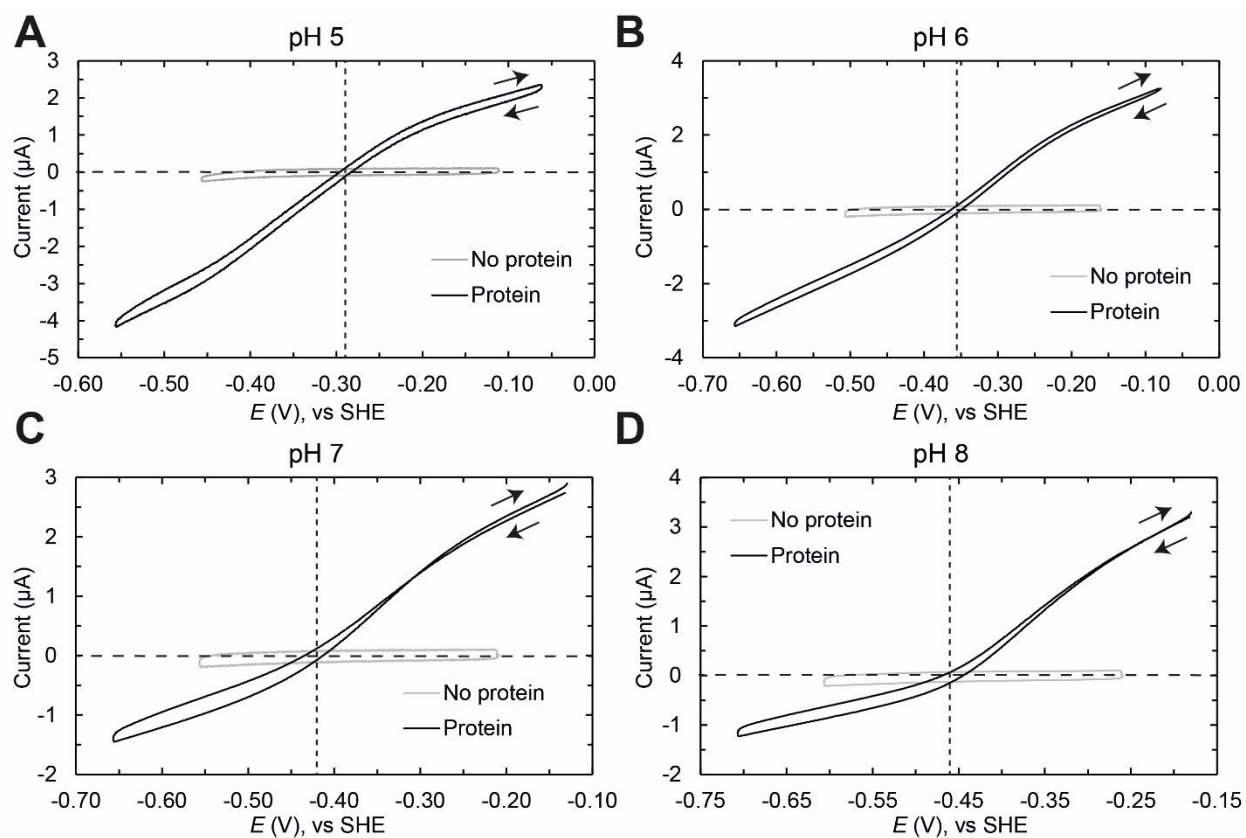 A
pH 5
3
2
1
0
-1
-2
-3
-4
-5
Current (µA)
No protein
Protein
-0.60 -0.50 -0.40 -0.30 -0.20 -0.10 0.00
E (V), vs SHE
B
pH 6
4
2
0
-2
-4
Current (µA)
No protein
Protein
-0.70 -0.60 -0.50 -0.40 -0.30 -0.20 -0.10 0.00
E (V), vs SHE
C
pH 7
3
2
1
0
-1
-2
Current (µA)
No protein
Protein
-0.70 -0.60 -0.50 -0.40 -0.30 -0.20 -0.10
E (V), vs SHE
D
pH 8
4
3
2
1
0
-1
-2
Current (µA)
No protein
Protein
-0.75 -0.65 -0.55 -0.45 -0.35 -0.25 -0.15
E (V), vs SHE